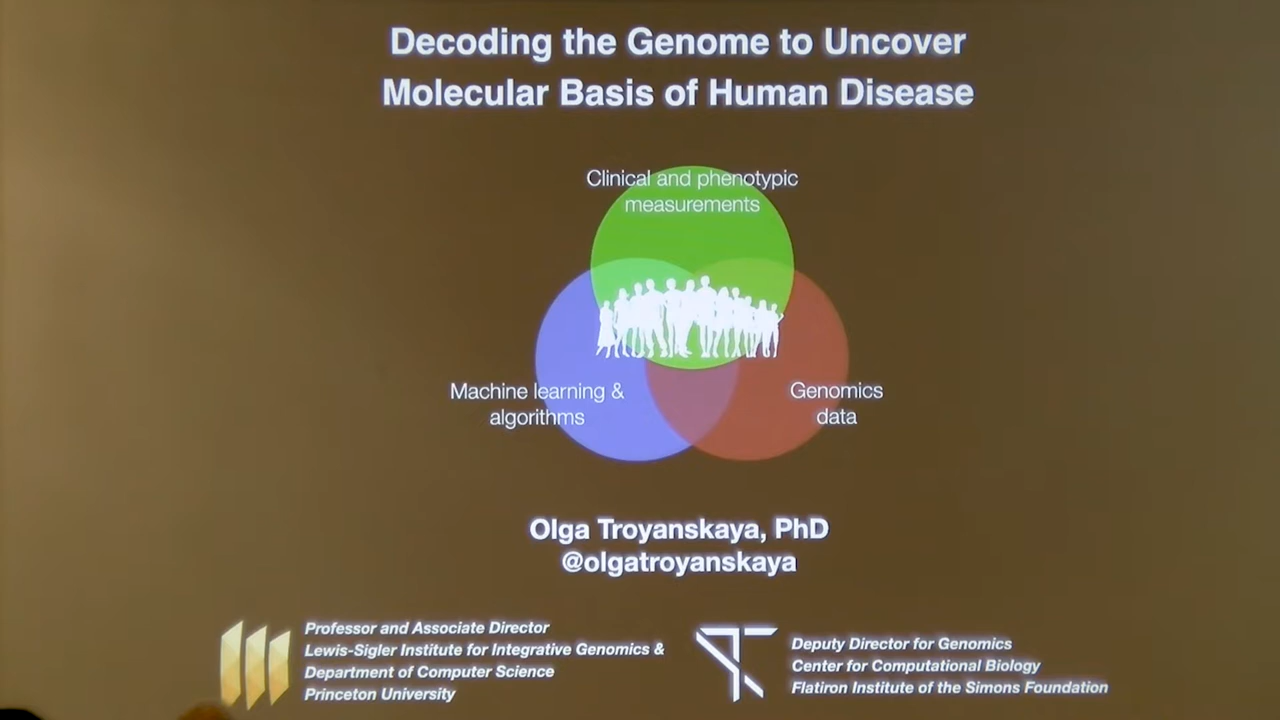 Decoding the Genome to Uncover
Molecular Basis of Human Disease
Clinical and phenotypic
measurements
Machine learning &
algorithms
Genomics
data
Olga Troyanskaya, PhD
@olgatroyanskaya
Professor and Associate Director
Lewis-Sigler Institute for Integrative Genomics &
Department of Computer Science
Princeton University
Deputy Director for Genomics
Center for Computational Biology
Flatiron Institute of the Simons Foundation